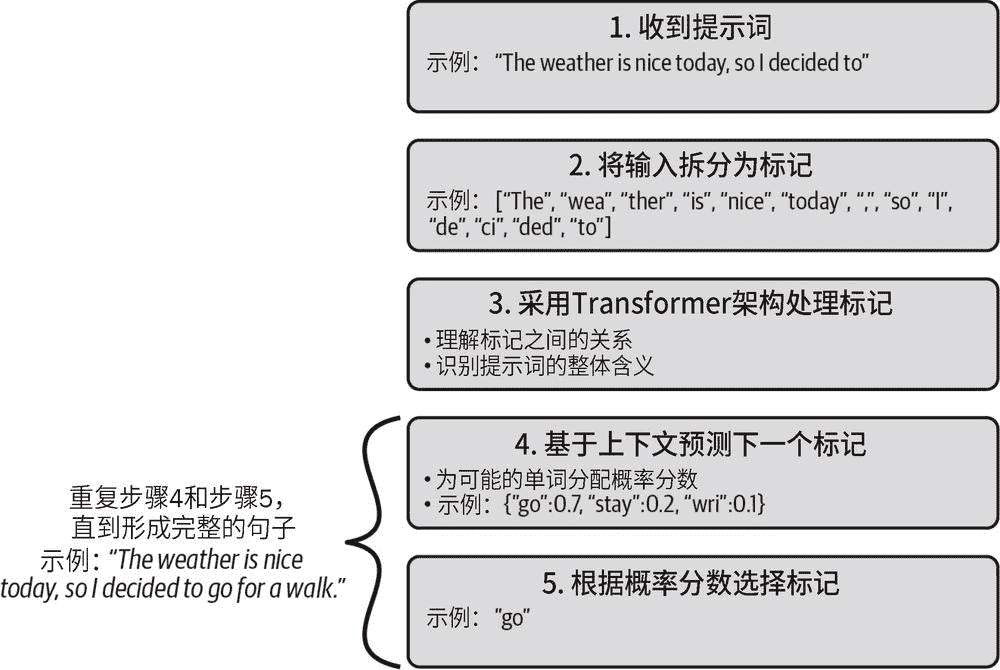 1. 收到提示词
示例： “The weather is nice today, so I decided to”
2. 将输入拆分为标记
示例： [“The”, “wea”, “ther”, “is”, “nice”, “today”, “,”, “so”, “I”,
“de”, “ci”, “ded”, “to”]
3. 采用Transformer架构处理标记
• 理解标记之间的关系
• 识别提示词的整体含义
4. 基于上下文预测下一个标记
• 为可能的单词分配概率分数
• 示例：{“go”:0.7, “stay”:0.2, “wri”:0.1}
5. 根据概率分数选择标记
示例： “go”
重复步骤4和步骤5，
直到形成完整的句子
示例：“The weather is nice
today, so I decided to go for a walk.”